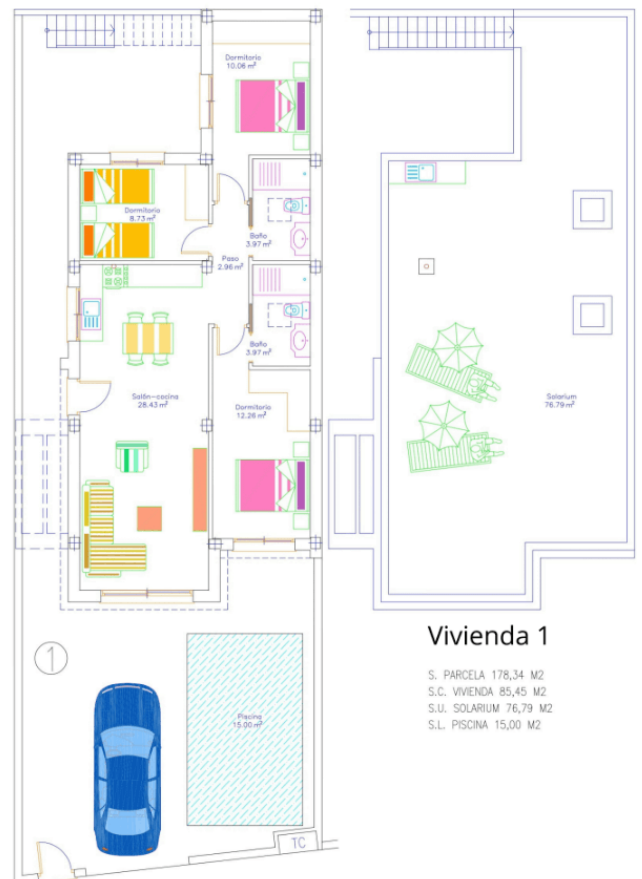 Dormitorio
10.06 m²
Dormitorio
8.73 m²
Baño
3.97 m²
Paso
2.96 m²
Baño
3.97 m²
Salón-cocina
28.43 m²
Dormitorio
12.26 m²
Solarium
76.79 m²
1
Piscina
15.00 m²
TC
Vivienda 1
S. PARCELA 178,34 M2
S.C. VIVIENDA 85,45 M2
S.U. SOLARIUM 76,79 M2
S.L. PISCINA 15,00 M2